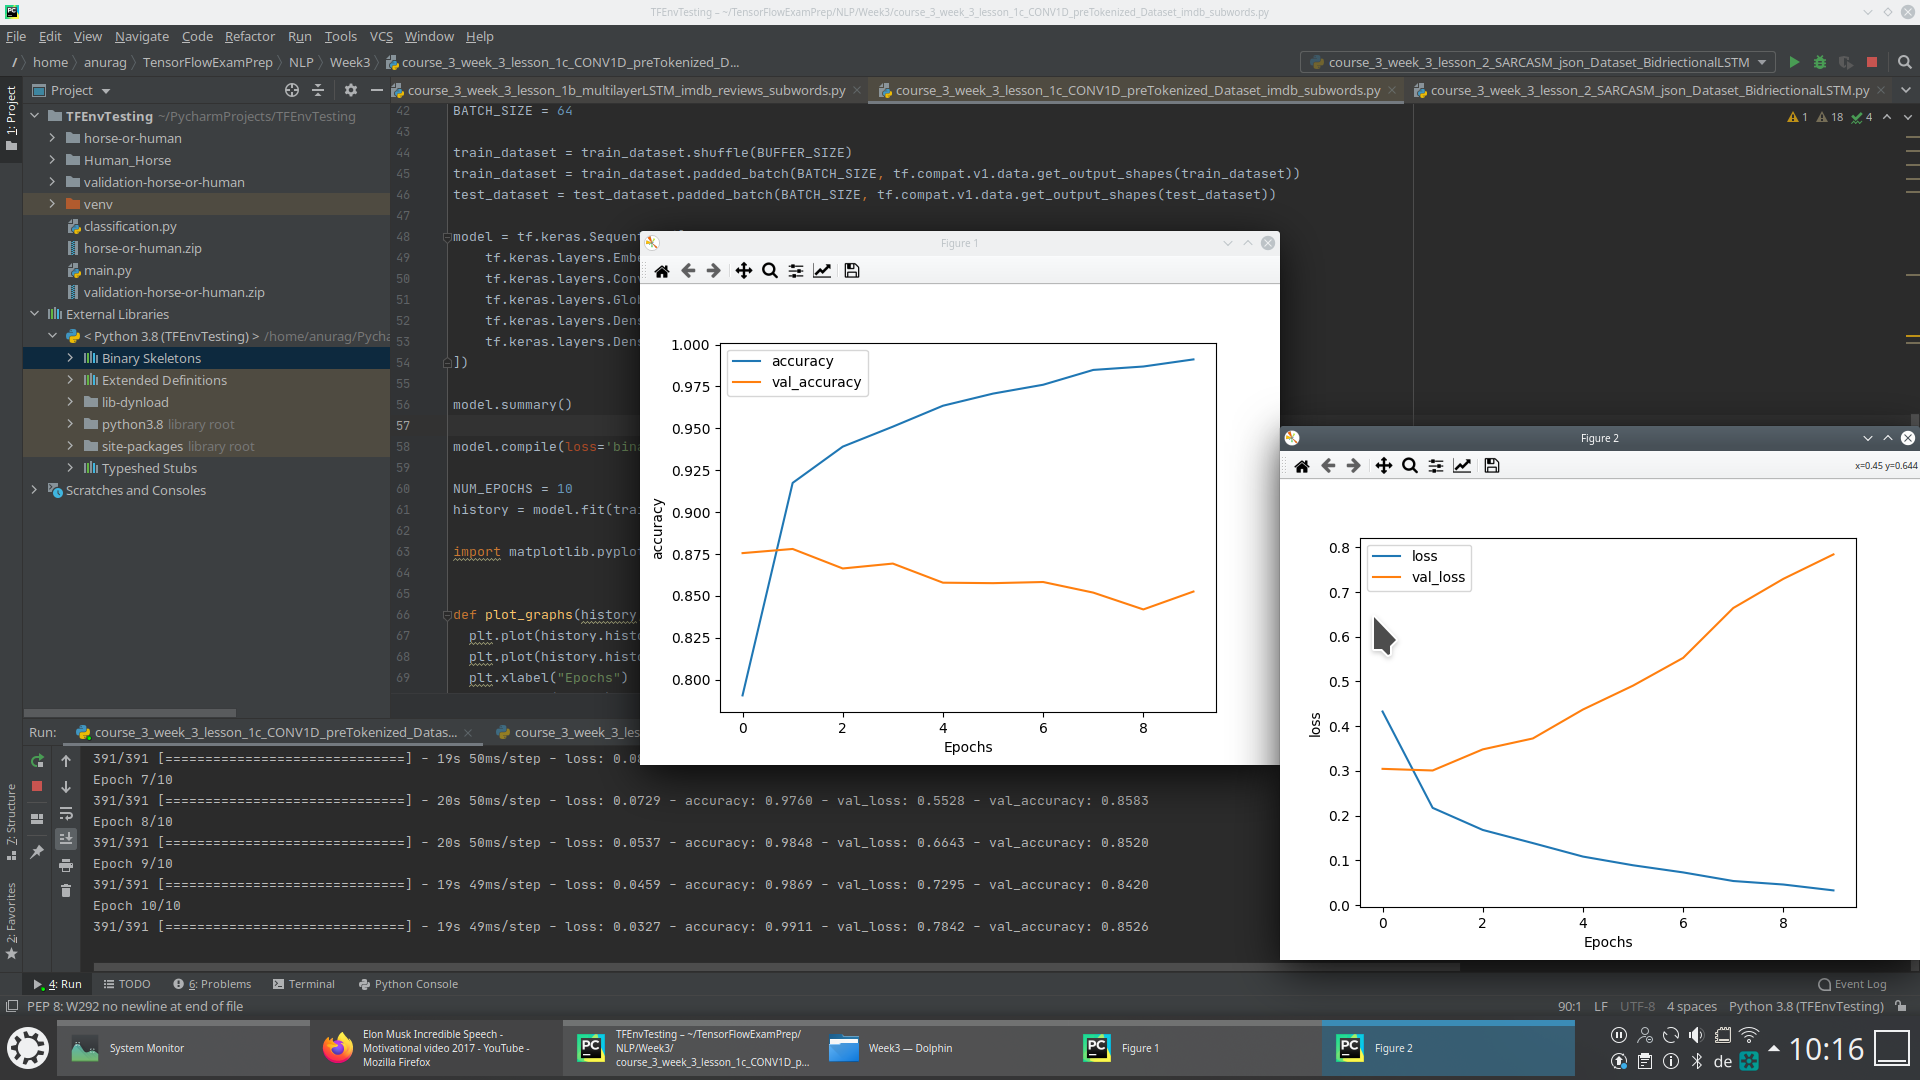 TFEnvTesting – ~/TensorFlowExamPrep/NLP/Week3/course_3_week_3_lesson_1c_CONV1D_preTokenized_Dataset_imdb_subwords.py
File Edit View Navigate Code Refactor Run Tools VCS Window Help
/ home anurag TensorFlowExamPrep NLP Week3 course_3_week_3_lesson_1c_CONV1D_preTokenized_D... course_3_week_3_lesson_2_SARCASM_json_Dataset_BidriectionalLSTM
Project course_3_week_3_lesson_1b_multilayerLSTM_imdb_reviews_subwords.py course_3_week_3_lesson_1c_CONV1D_preTokenized_Dataset_imdb_subwords.py course_3_week_3_lesson_2_SARCASM_json_Dataset_BidriectionalLSTM.py
1: Project
7: Structure
2: Favorites
TFEnvTesting ~/PycharmProjects/TFEnvTesting
horse-or-human
Human_Horse
validation-horse-or-human
venv
classification.py
horse-or-human.zip
main.py
validation-horse-or-human.zip
External Libraries
< Python 3.8 (TFEnvTesting) > /home/anurag/Pycha
Binary Skeletons
Extended Definitions
lib-dynload
python3.8 library root
site-packages library root
Typeshed Stubs
Scratches and Consoles
1 18 4
42 BATCH_SIZE = 64
43
44 train_dataset = train_dataset.shuffle(BUFFER_SIZE)
45 train_dataset = train_dataset.padded_batch(BATCH_SIZE, tf.compat.v1.data.get_output_shapes(train_dataset))
46 test_dataset = test_dataset.padded_batch(BATCH_SIZE, tf.compat.v1.data.get_output_shapes(test_dataset))
47
48 model = tf.keras.Sequent
49 tf.keras.layers.Embe
50 tf.keras.layers.Conv
51 tf.keras.layers.Glob
52 tf.keras.layers.Dens
53 tf.keras.layers.Dens
54 ])
55
56 model.summary()
57
58 model.compile(loss='bin
59
60 NUM_EPOCHS = 10
61 history = model.fit(trai
62
63 import matplotlib.pyplot
64
65
66 def plot_graphs(history
67 plt.plot(history.histo
68 plt.plot(history.histo
69 plt.xlabel("Epochs")
Figure 1
accuracy
val_accuracy
1.000
0.975
0.950
0.925
0.900
0.875
0.850
0.825
0.800
accuracy
0 2 4 6 8
Epochs
Figure 2
x=0.45 y=0.644
loss
val_loss
0.8
0.7
0.6
0.5
0.4
0.3
0.2
0.1
0.0
loss
0 2 4 6 8
Epochs
Run: course_3_week_3_lesson_1c_CONV1D_preTokenized_Datas... course_3_week_3_les
391/391 [==============================] - 19s 50ms/step - loss: 0.08
Epoch 7/10
391/391 [==============================] - 20s 50ms/step - loss: 0.0729 - accuracy: 0.9760 - val_loss: 0.5528 - val_accuracy: 0.8583
Epoch 8/10
391/391 [==============================] - 20s 50ms/step - loss: 0.0537 - accuracy: 0.9848 - val_loss: 0.6643 - val_accuracy: 0.8520
Epoch 9/10
391/391 [==============================] - 19s 49ms/step - loss: 0.0459 - accuracy: 0.9869 - val_loss: 0.7295 - val_accuracy: 0.8420
Epoch 10/10
391/391 [==============================] - 19s 49ms/step - loss: 0.0327 - accuracy: 0.9911 - val_loss: 0.7842 - val_accuracy: 0.8526
4: Run TODO 6: Problems Terminal Python Console Event Log
PEP 8: W292 no newline at end of file 90:1 LF UTF-8 4 spaces Python 3.8 (TFEnvTesting)
System Monitor
Elon Musk Incredible Speech -
Motivational video 2017 - YouTube -
Mozilla Firefox
TFEnvTesting – ~/TensorFlowExamPrep/
NLP/Week3/
course_3_week_3_lesson_1c_CONV1D_p...
Week3 — Dolphin
Figure 1
Figure 2
de
10:16